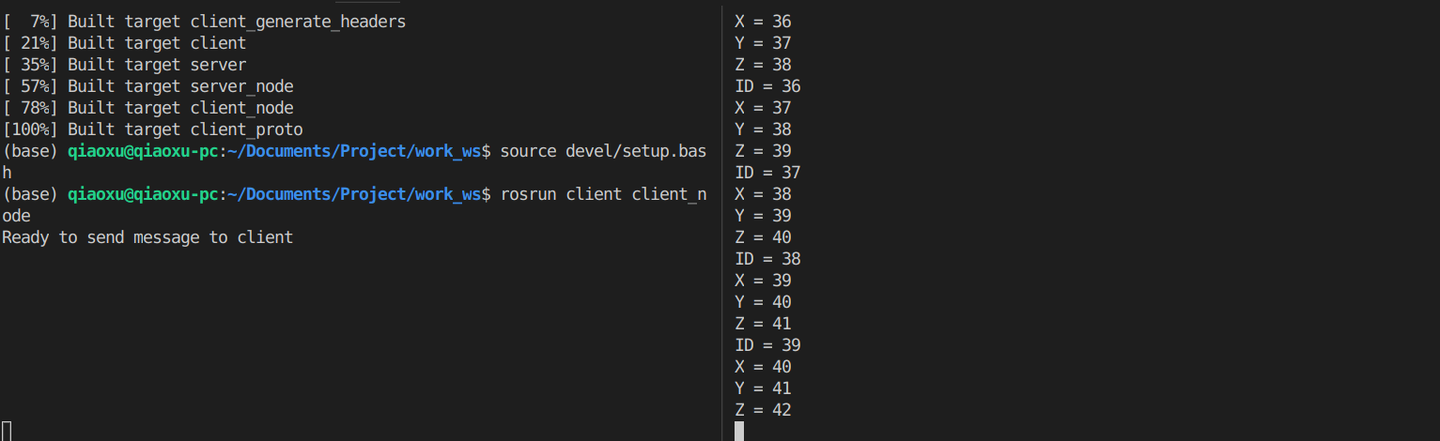 [  7%] Built target client_generate_headers
[ 21%] Built target client
[ 35%] Built target server
[ 57%] Built target server_node
[ 78%] Built target client_node
[100%] Built target client_proto
(base) qiaoxu@qiaoxu-pc:~/Documents/Project/work_ws$ source devel/setup.bas
h
(base) qiaoxu@qiaoxu-pc:~/Documents/Project/work_ws$ rosrun client client_n
ode
Ready to send message to client
X = 36
Y = 37
Z = 38
ID = 36
X = 37
Y = 38
Z = 39
ID = 37
X = 38
Y = 39
Z = 40
ID = 38
X = 39
Y = 40
Z = 41
ID = 39
X = 40
Y = 41
Z = 42